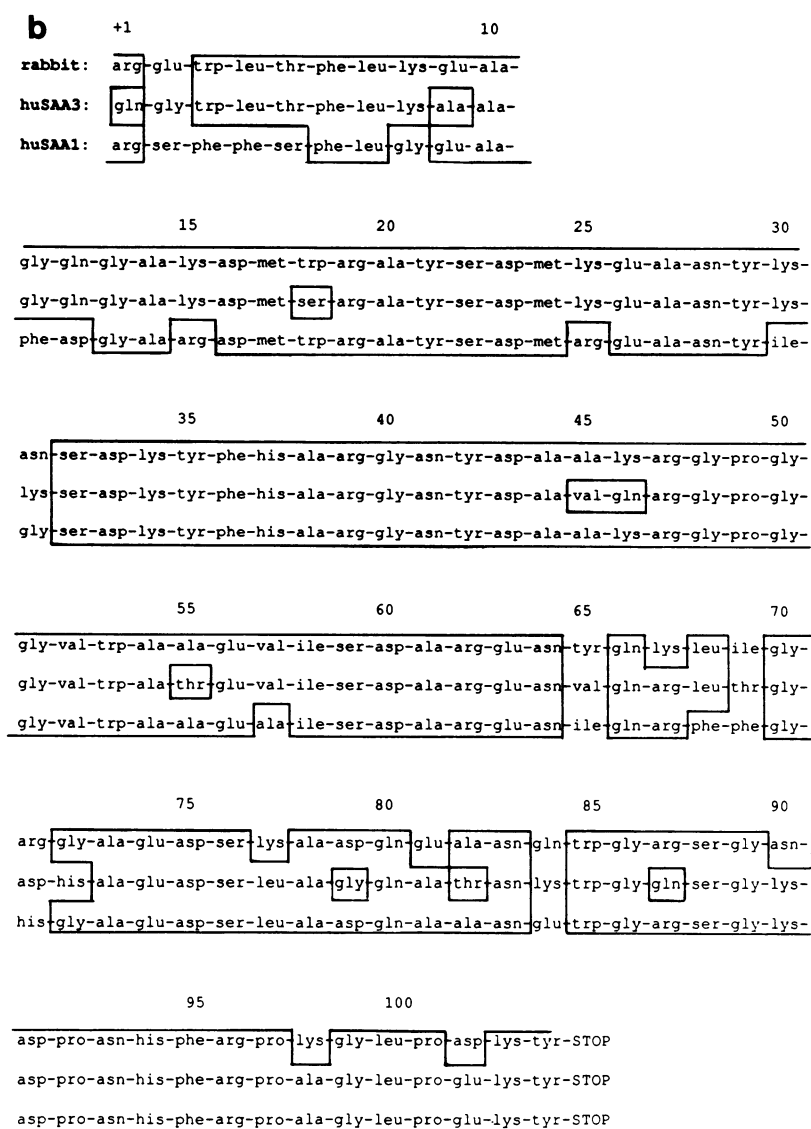 b
+1 10
rabbit: arg-glu-trp-leu-thr-phe-leu-lys-glu-ala-
huSAA3: gln-gly-trp-leu-thr-phe-leu-lys-ala-ala-
huSAA1: arg-ser-phe-phe-ser-phe-leu-gly-glu-ala-
15 20 25 30
gly-gln-gly-ala-lys-asp-met-trp-arg-ala-tyr-ser-asp-met-lys-glu-ala-asn-tyr-lys-
gly-gln-gly-ala-lys-asp-met-ser-arg-ala-tyr-ser-asp-met-lys-glu-ala-asn-tyr-lys-
phe-asp-gly-ala-arg-asp-met-trp-arg-ala-tyr-ser-asp-met-arg-glu-ala-asn-tyr-ile-
35 40 45 50
asn-ser-asp-lys-tyr-phe-his-ala-arg-gly-asn-tyr-asp-ala-ala-lys-arg-gly-pro-gly-
lys-ser-asp-lys-tyr-phe-his-ala-arg-gly-asn-tyr-asp-ala-val-gln-arg-gly-pro-gly-
gly-ser-asp-lys-tyr-phe-his-ala-arg-gly-asn-tyr-asp-ala-ala-lys-arg-gly-pro-gly-
55 60 65 70
gly-val-trp-ala-ala-glu-val-ile-ser-asp-ala-arg-glu-asn-tyr-gln-lys-leu-ile-gly-
gly-val-trp-ala-thr-glu-val-ile-ser-asp-ala-arg-glu-asn-val-gln-arg-leu-thr-gly-
gly-val-trp-ala-ala-glu-ala-ile-ser-asp-ala-arg-glu-asn-ile-gln-arg-phe-phe-gly-
75 80 85 90
arg-gly-ala-glu-asp-ser-lys-ala-asp-gln-glu-ala-asn-gln-trp-gly-arg-ser-gly-asn-
asp-his-ala-glu-asp-ser-leu-ala-gly-gln-ala-thr-asn-lys-trp-gly-gln-ser-gly-lys-
his-gly-ala-glu-asp-ser-leu-ala-asp-gln-ala-ala-asn-glu-trp-gly-arg-ser-gly-lys-
95 100
asp-pro-asn-his-phe-arg-pro-lys-gly-leu-pro-asp-lys-tyr-STOP
asp-pro-asn-his-phe-arg-pro-ala-gly-leu-pro-glu-lys-tyr-STOP
asp-pro-asn-his-phe-arg-pro-ala-gly-leu-pro-glu-lys-tyr-STOP